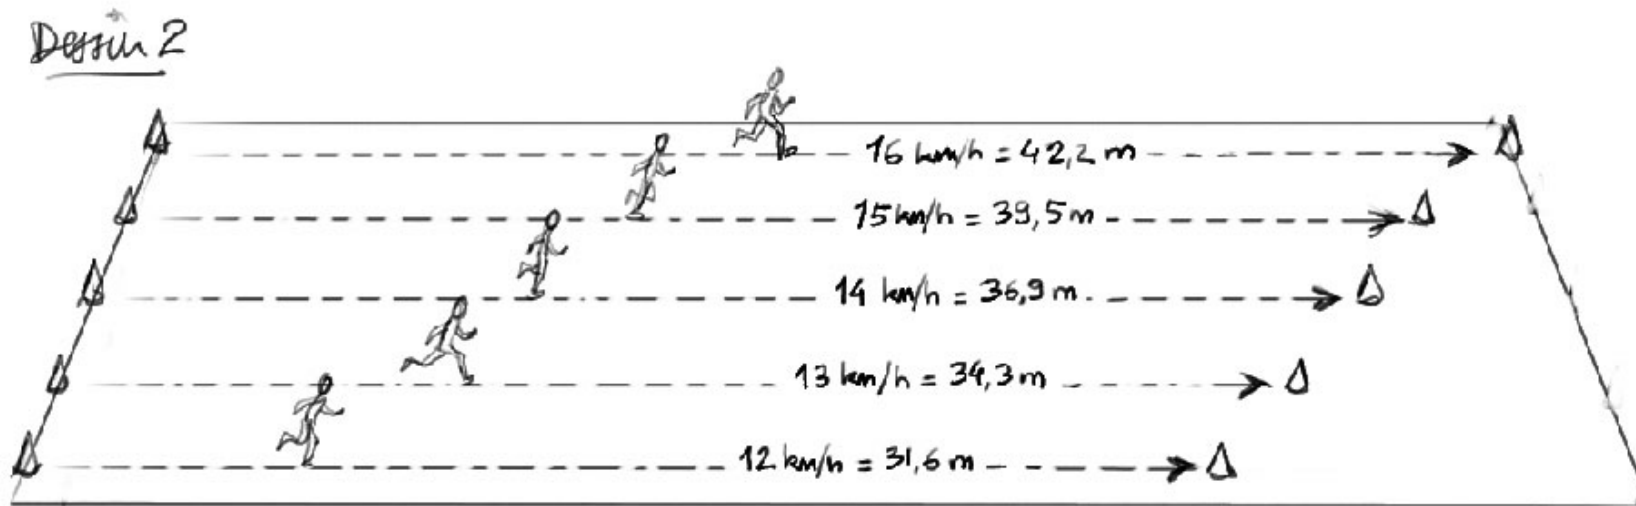 Dessin 2
16 km/h = 42,2 m
15 km/h = 39,5 m
14 km/h = 36,9 m
13 km/h = 34,3 m
12 km/h = 31,6 m